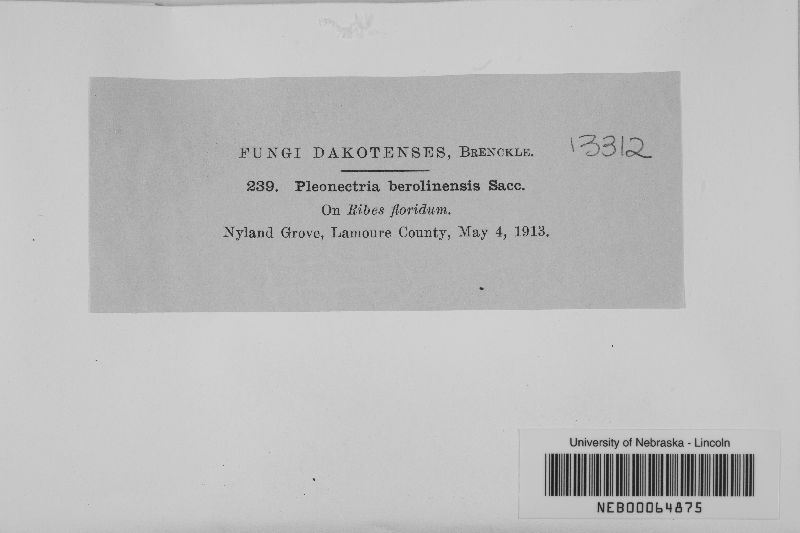 FUNGI DAKOTENSES, BRENCKLE.
13312
239. Pleonectria berolinensis Sacc.
On Ribes floridum.
Nyland Grove, Lamoure County, May 4, 1913.
University of Nebraska - Lincoln
NEB00064875